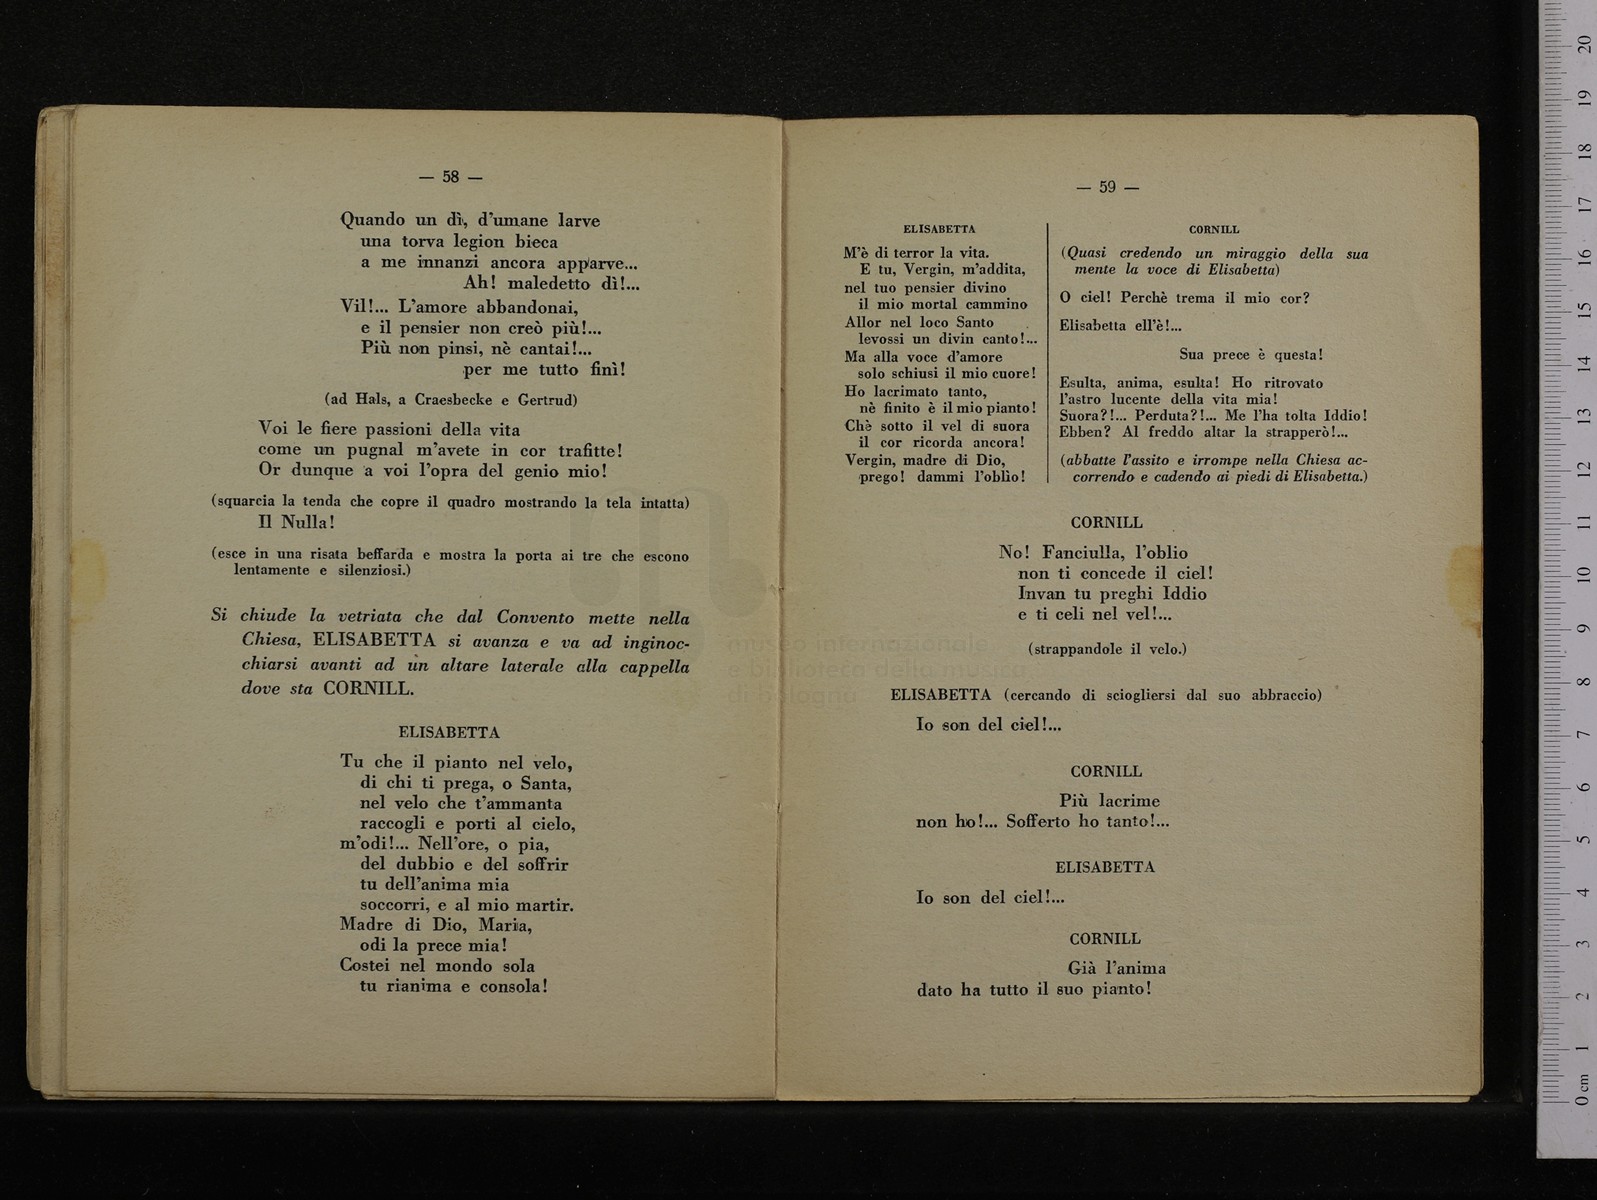 — 58 —
Quando un dì, d'umane larve
una torva legion bieca
a me innanzi ancora apparve...
Ah! maledetto dì!...
Vil!... L'amore abbandonai,
e il pensier non creò più!...
Più non pinsi, nè cantai!...
per me tutto finì!
(ad Hals, a Craesbecke e Gertrud)
Voi le fiere passioni della vita
come un pugnal m'avete in cor trafitte!
Or dunque a voi l'opra del genio mio!
(squarcia la tenda che copre il quadro mostrando la tela intatta)
Il Nulla!
(esce in una risata beffarda e mostra la porta ai tre che escono
lentamente e silenziosi.)
Si chiude la vetriata che dal Convento mette nella
Chiesa, ELISABETTA si avanza e va ad inginoc-
chiarsi avanti ad un altare laterale alla cappella
dove sta CORNILL.
ELISABETTA
Tu che il pianto nel velo,
di chi ti prega, o Santa,
nel velo che t'ammanta
raccogli e porti al cielo,
m'odi!... Nell'ore, o pia,
del dubbio e del soffrir
tu dell'anima mia
soccorri, e al mio martir.
Madre di Dio, Maria,
odi la prece mia!
Costei nel mondo sola
tu rianima e consola!
— 59 —
ELISABETTA
M'è di terror la vita.
E tu, Vergin, m'addita,
nel tuo pensier divino
il mio mortal cammino
Allor nel loco Santo
levossi un divin canto!...
Ma alla voce d'amore
solo schiusi il mio cuore!
Ho lacrimato tanto,
nè finito è il mio pianto!
Chè sotto il vel di suora
il cor ricorda ancora!
Vergin, madre di Dio,
prego! dammi l'oblìo!
CORNILL
(Quasi credendo un miraggio della sua
mente la voce di Elisabetta)
O ciel! Perchè trema il mio cor?
Elisabetta ell'è!...
Sua prece è questa!
Esulta, anima, esulta! Ho ritrovato
l'astro lucente della vita mia!
Suora?!... Perduta?!... Me l'ha tolta Iddio!
Ebben? Al freddo altar la strapperò!...
(abbatte l'assito e irrompe nella Chiesa ac-
correndo e cadendo ai piedi di Elisabetta.)
CORNILL
No! Fanciulla, l'oblio
non ti concede il ciel!
Invan tu preghi Iddio
e ti celi nel vel!...
(strappandole il velo.)
museo internazionale
e biblioteca della musica
di bologna
ELISABETTA (cercando di sciogliersi dal suo abbraccio)
Io son del ciel!...
CORNILL
Più lacrime
non ho!... Sofferto ho tanto!...
ELISABETTA
Io son del ciel!...
CORNILL
Già l'anima
dato ha tutto il suo pianto!
20
19
18
17
16
15
14
13
12
11
10
9
8
7
6
5
4
3
2
1
0 cm